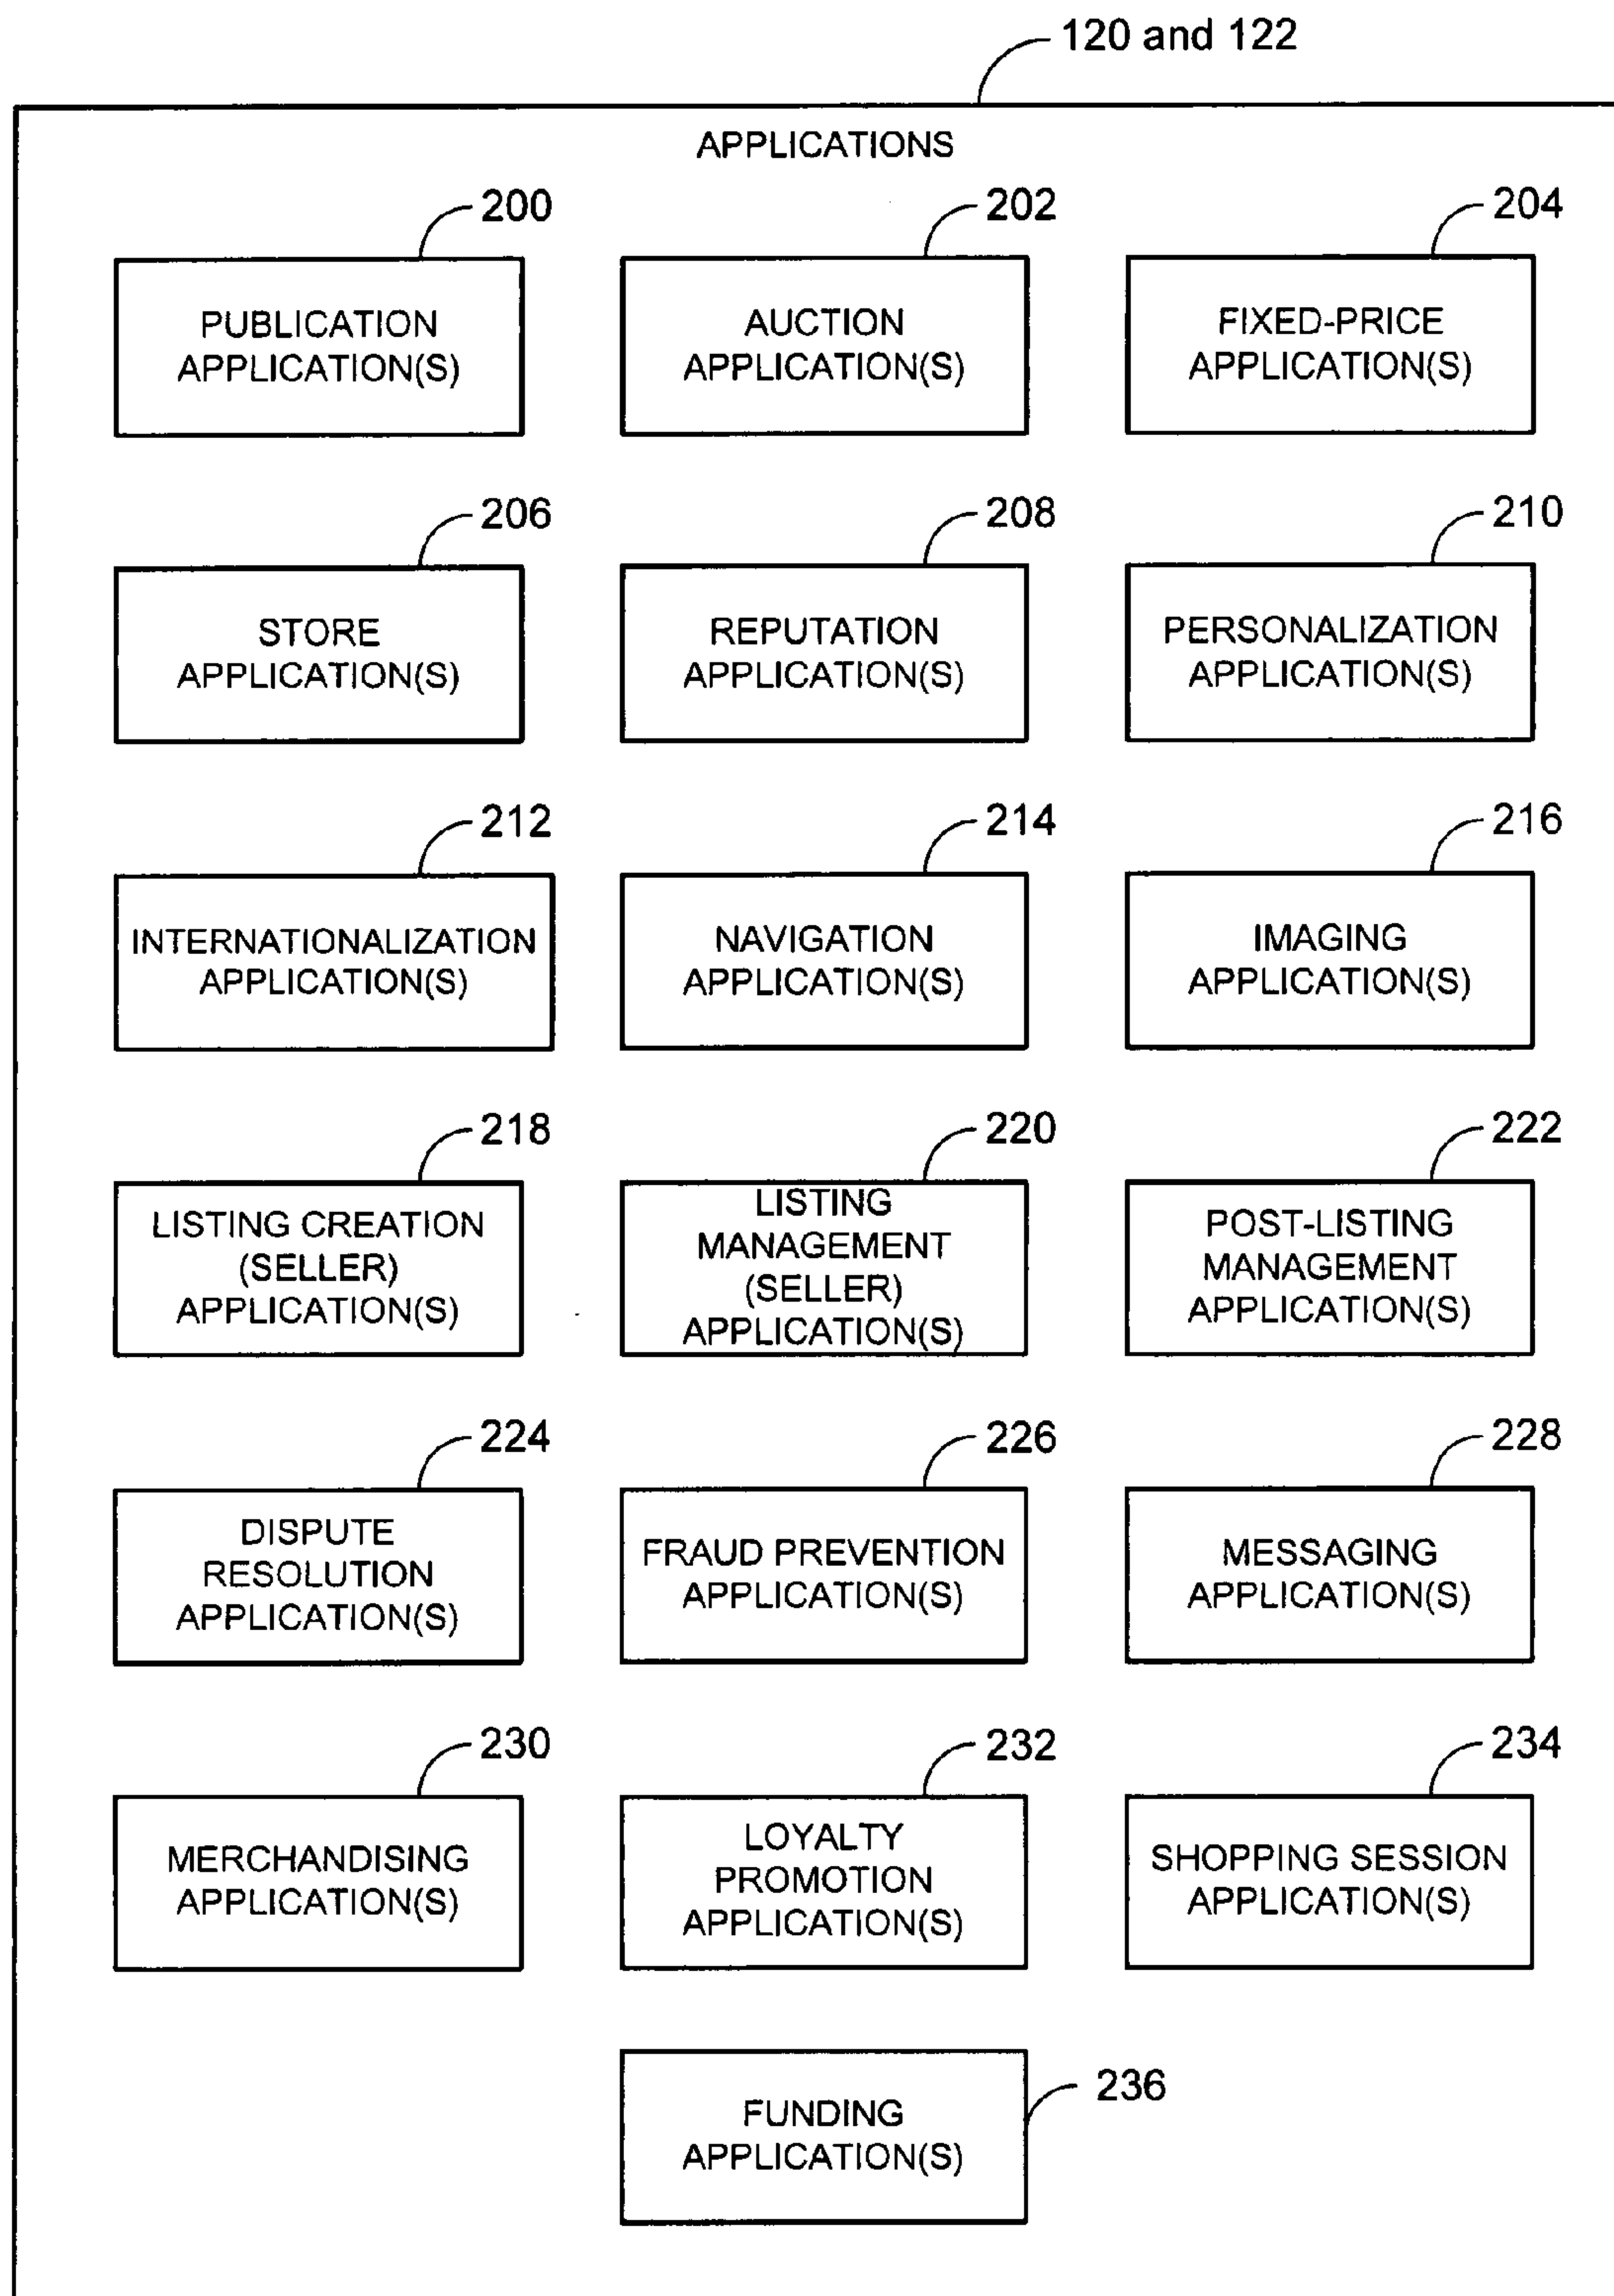 120 and 122
APPLICATIONS
200
PUBLICATION
APPLICATION(S)
202
AUCTION
APPLICATION(S)
204
FIXED-PRICE
APPLICATION(S)
206
STORE
APPLICATION(S)
208
REPUTATION
APPLICATION(S)
210
PERSONALIZATION
APPLICATION(S)
212
INTERNATIONALIZATION
APPLICATION(S)
214
NAVIGATION
APPLICATION(S)
216
IMAGING
APPLICATION(S)
218
LISTING CREATION
(SELLER)
APPLICATION(S)
220
LISTING
MANAGEMENT
(SELLER)
APPLICATION(S)
222
POST-LISTING
MANAGEMENT
APPLICATION(S)
224
DISPUTE
RESOLUTION
APPLICATION(S)
226
FRAUD PREVENTION
APPLICATION(S)
228
MESSAGING
APPLICATION(S)
230
MERCHANDISING
APPLICATION(S)
232
LOYALTY
PROMOTION
APPLICATION(S)
234
SHOPPING SESSION
APPLICATION(S)
236
FUNDING
APPLICATION(S)